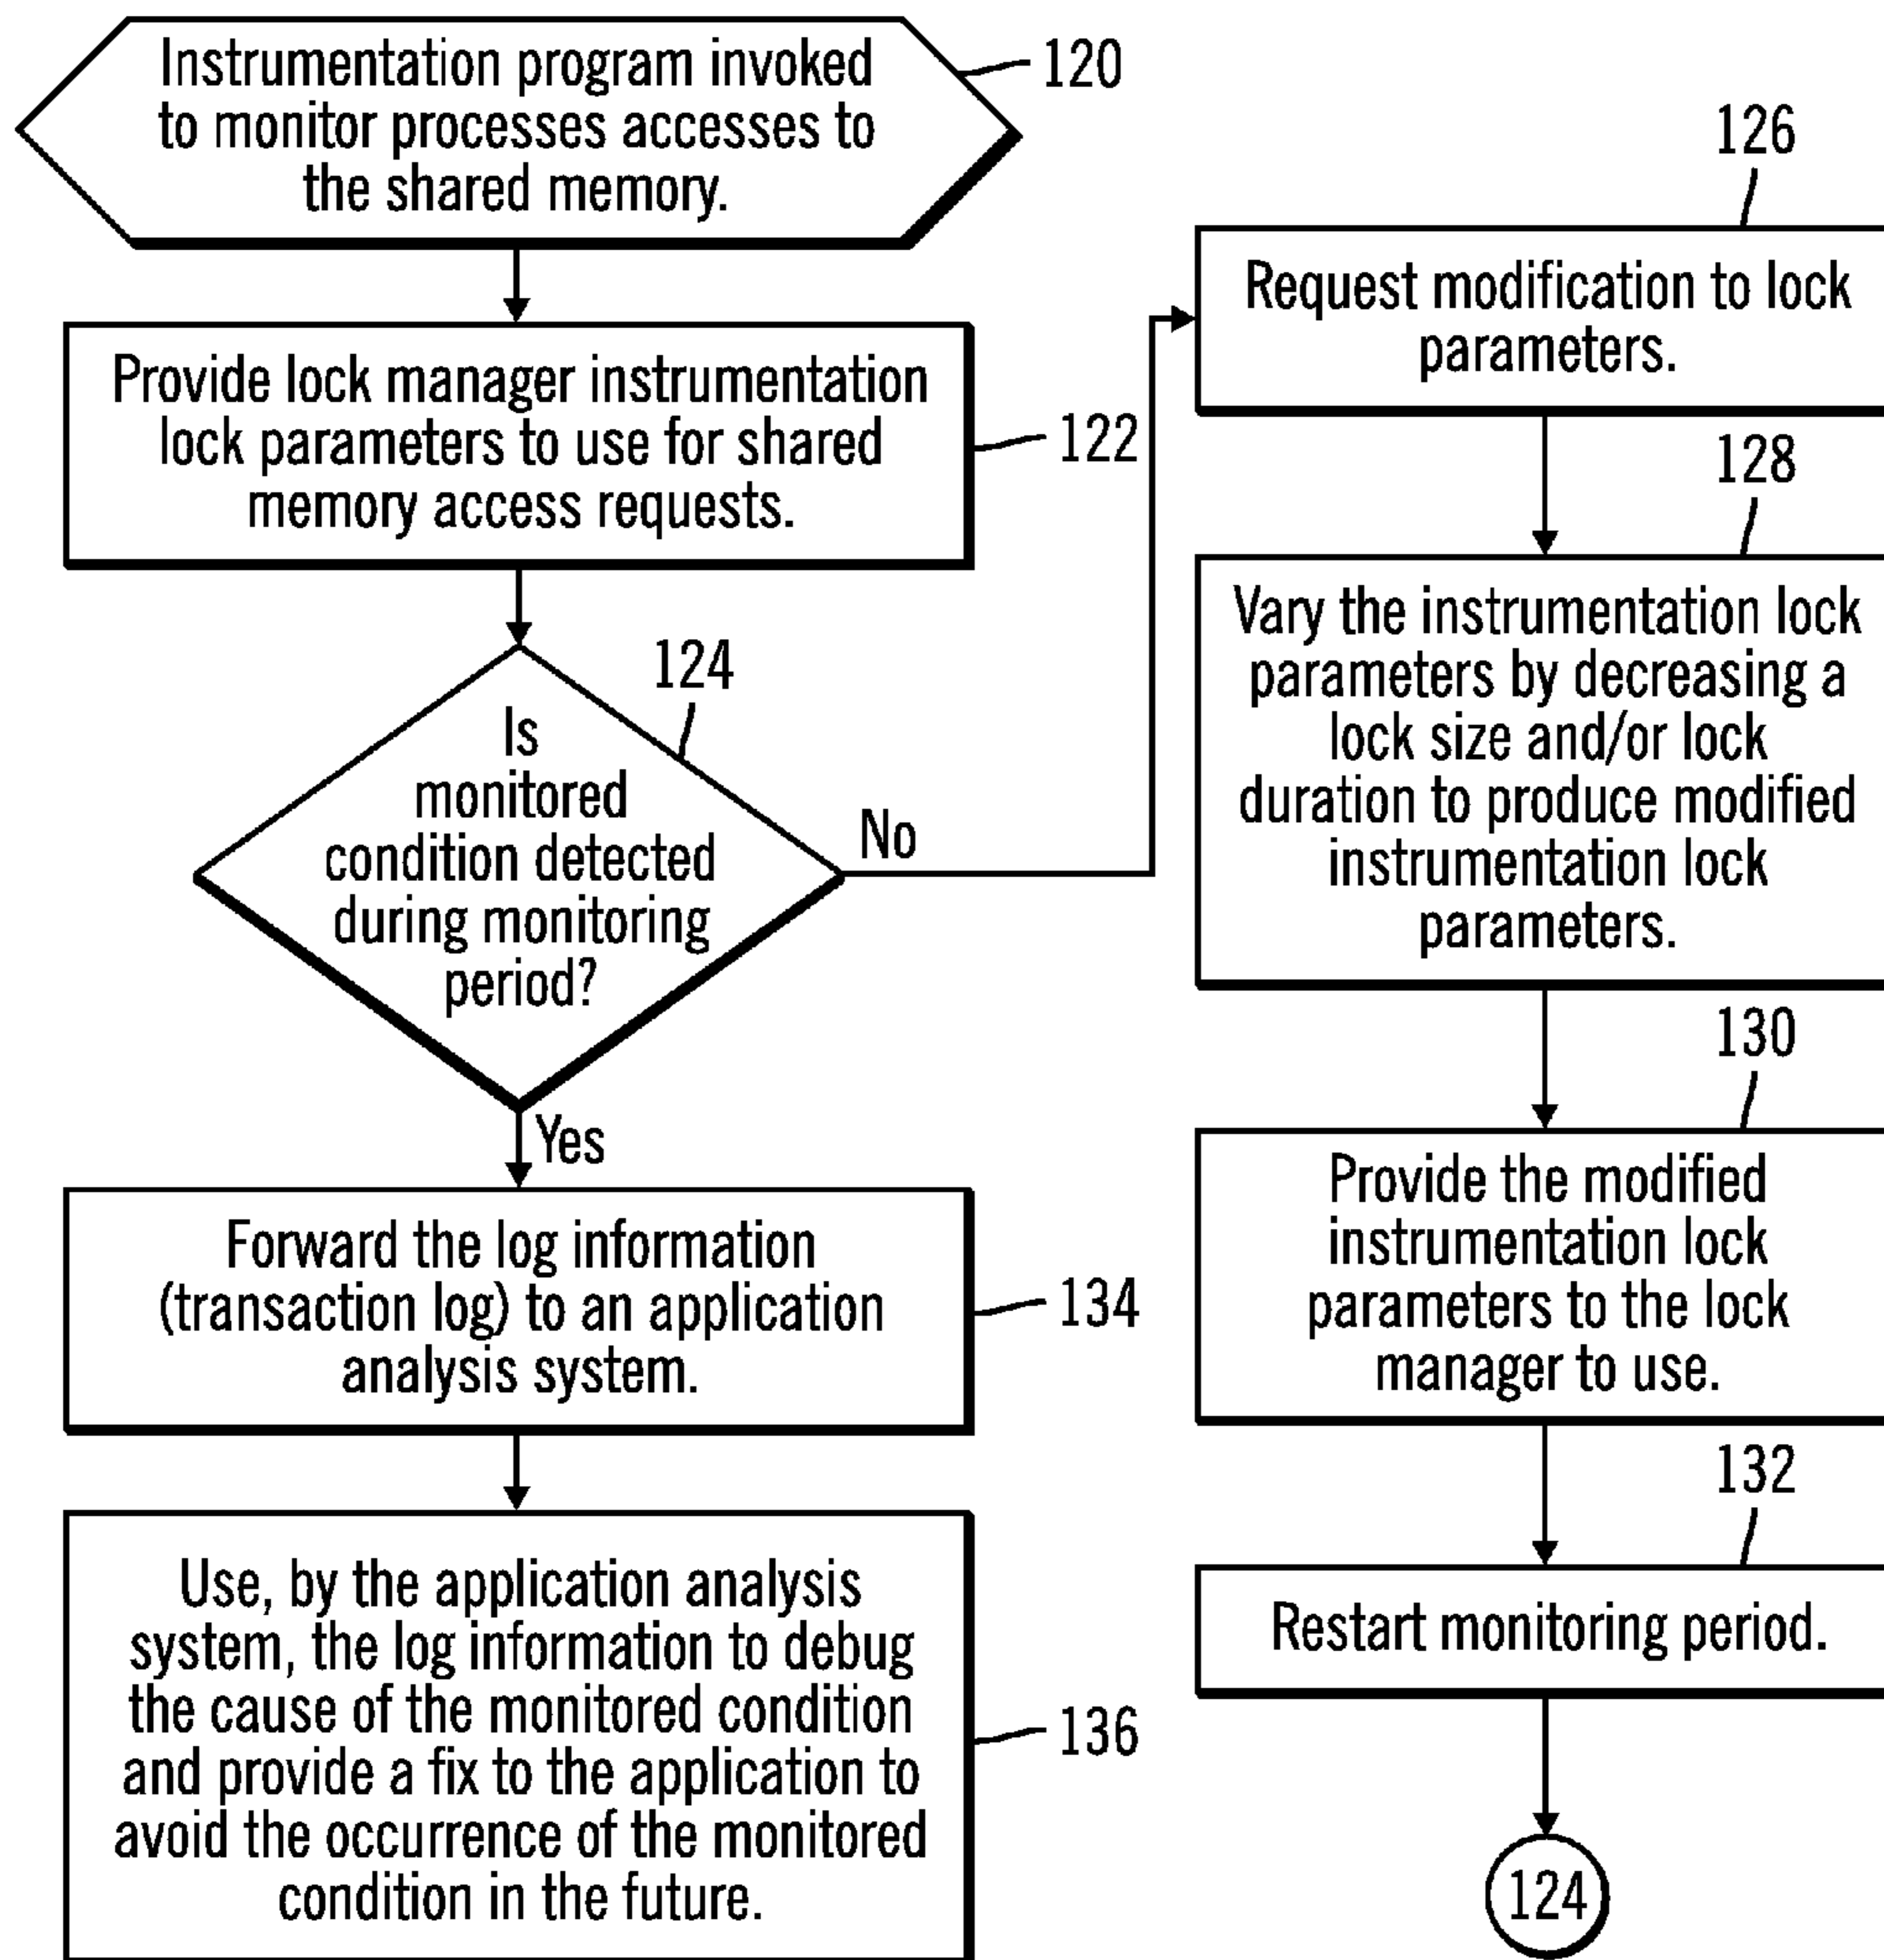 Instrumentation program invoked
to monitor processes accesses to
the shared memory.
120
Provide lock manager instrumentation
lock parameters to use for shared
memory access requests.
122
124
Is
monitored
condition detected
during monitoring
period?
No
Yes
Forward the log information
(transaction log) to an application
analysis system.
134
Use, by the application analysis
system, the log information to debug
the cause of the monitored condition
and provide a fix to the application to
avoid the occurrence of the monitored
condition in the future.
136
126
Request modification to lock
parameters.
128
Vary the instrumentation lock
parameters by decreasing a
lock size and/or lock
duration to produce modified
instrumentation lock
parameters.
130
Provide the modified
instrumentation lock
parameters to the lock
manager to use.
132
Restart monitoring period.
124